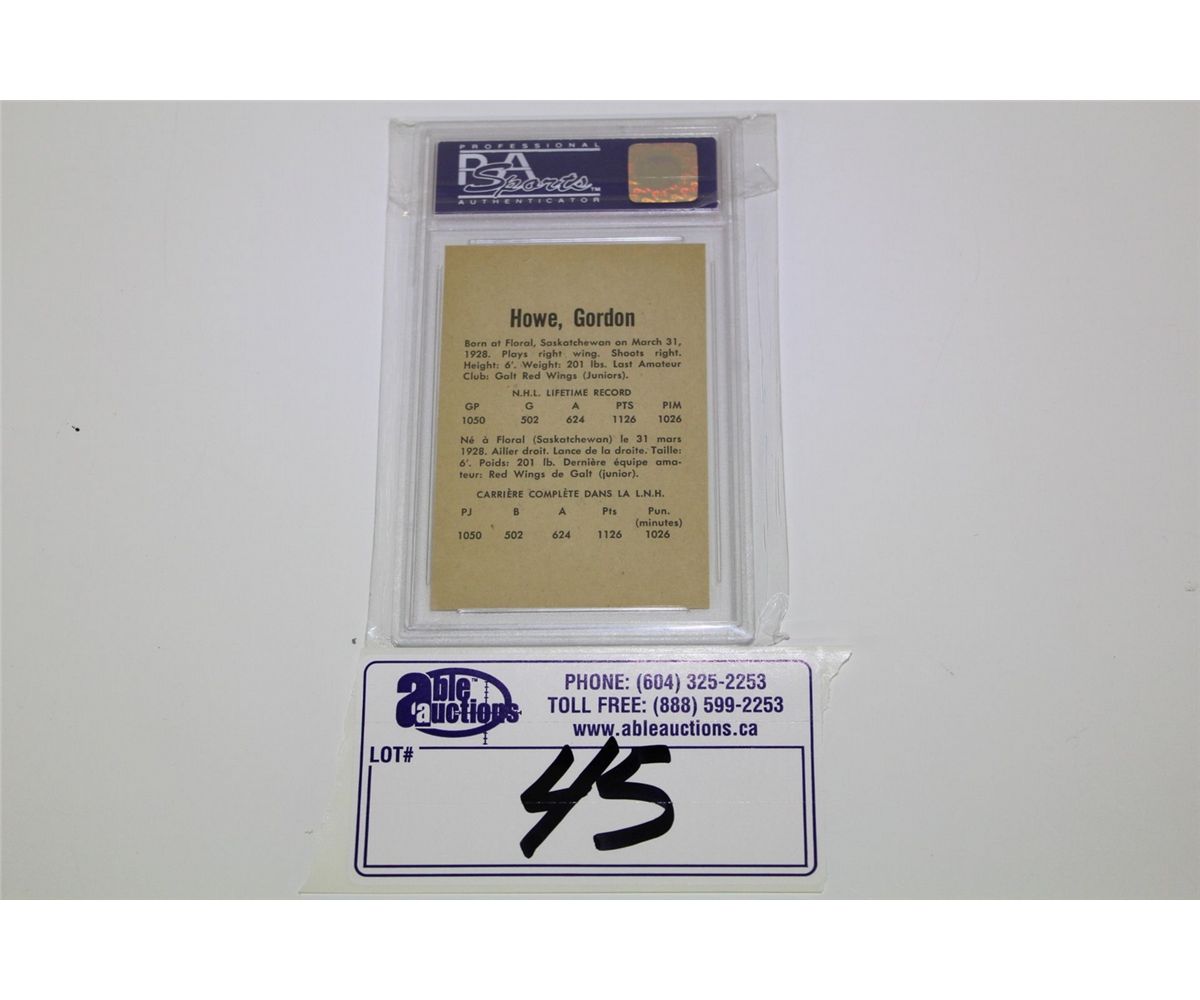 PROFESSIONAL
PSA
Sports™
AUTHENTICATOR
Howe, Gordon
Born at Floral, Saskatchewan on March 31,
1928. Plays right wing. Shoots right.
Height: 6'. Weight: 201 lbs. Last Amateur
Club: Galt Red Wings (Juniors).
N.H.L. LIFETIME RECORD
GP G A PTS PIM
1050 502 624 1126 1026
Né à Floral (Saskatchewan) le 31 mars
1928. Ailier droit. Lance de la droite. Taille:
6'. Poids: 201 lb. Dernière équipe ama-
teur: Red Wings de Galt (junior).
CARRIÈRE COMPLÈTE DANS LA L.N.H.
PJ B A Pts Pun.
(minutes)
1050 502 624 1126 1026
able™
auctions
PHONE: (604) 325-2253
TOLL FREE: (888) 599-2253
www.ableauctions.ca
LOT#
45